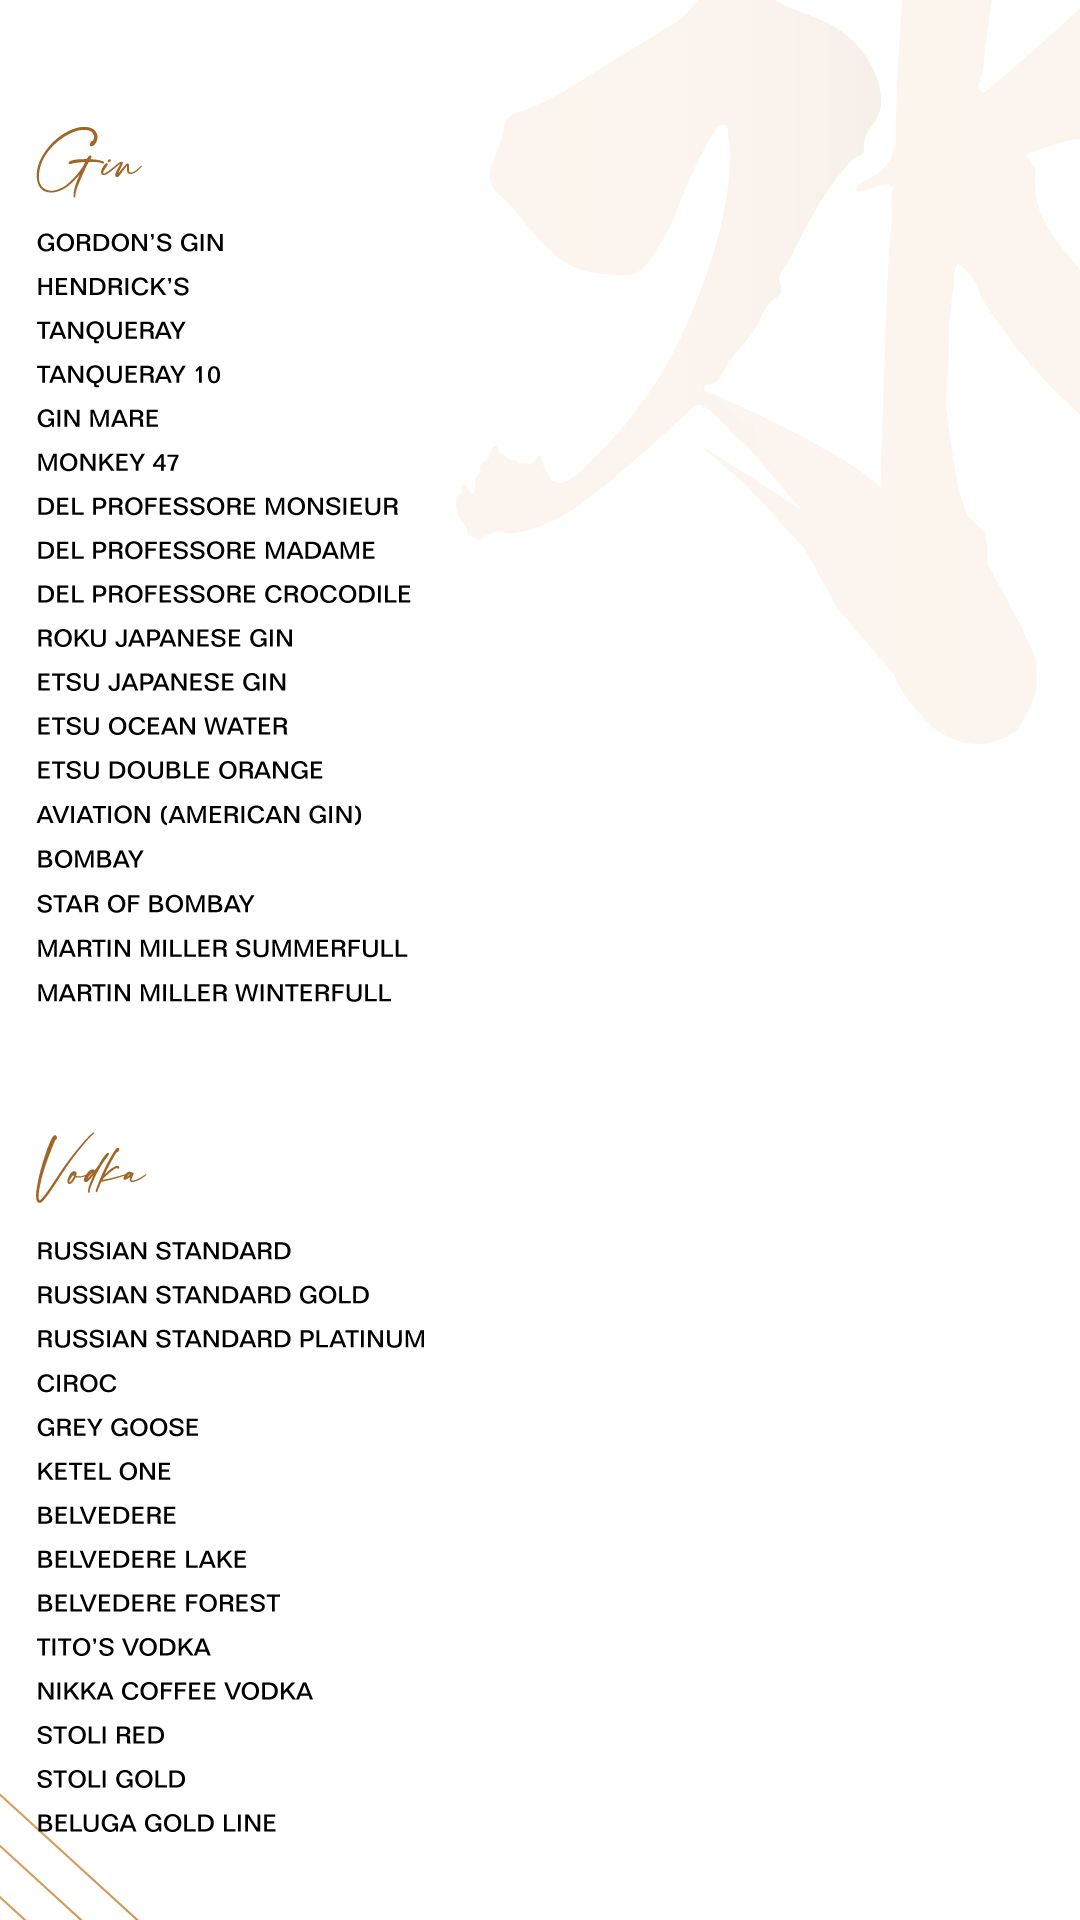 Gin
GORDON’S GIN
HENDRICK’S
TANQUERAY
TANQUERAY 10
GIN MARE
MONKEY 47
DEL PROFESSORE MONSIEUR
DEL PROFESSORE MADAME
DEL PROFESSORE CROCODILE
ROKU JAPANESE GIN
ETSU JAPANESE GIN
ETSU OCEAN WATER
ETSU DOUBLE ORANGE
AVIATION (AMERICAN GIN)
BOMBAY
STAR OF BOMBAY
MARTIN MILLER SUMMERFULL
MARTIN MILLER WINTERFULL
Vodka
RUSSIAN STANDARD
RUSSIAN STANDARD GOLD
RUSSIAN STANDARD PLATINUM
CIROC
GREY GOOSE
KETEL ONE
BELVEDERE
BELVEDERE LAKE
BELVEDERE FOREST
TITO’S VODKA
NIKKA COFFEE VODKA
STOLI RED
STOLI GOLD
BELUGA GOLD LINE